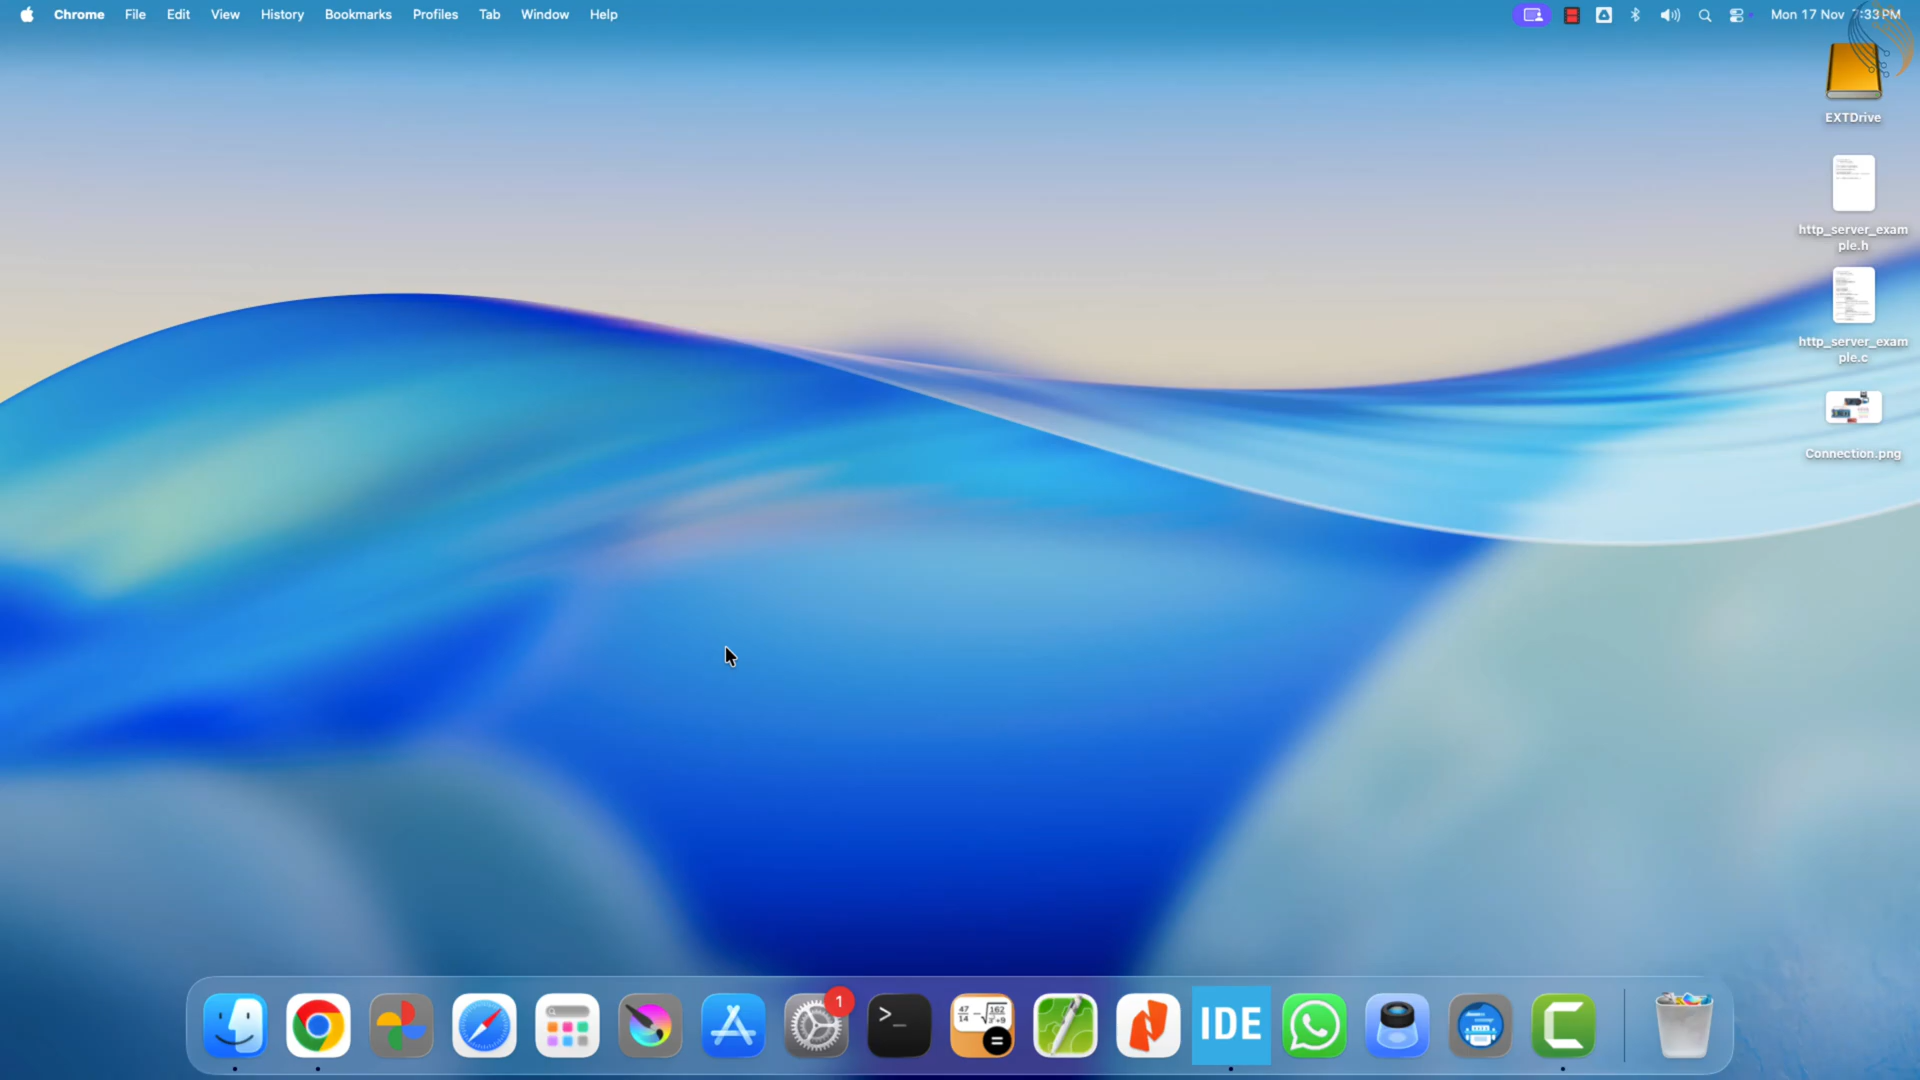 Chrome File Edit View History Bookmarks Profiles Tab Window Help
Mon 17 Nov :33PM
EXTDrive
http_server_exam
ple.h
http_server_exam
ple.c
Connection.png
1
>_
IDE